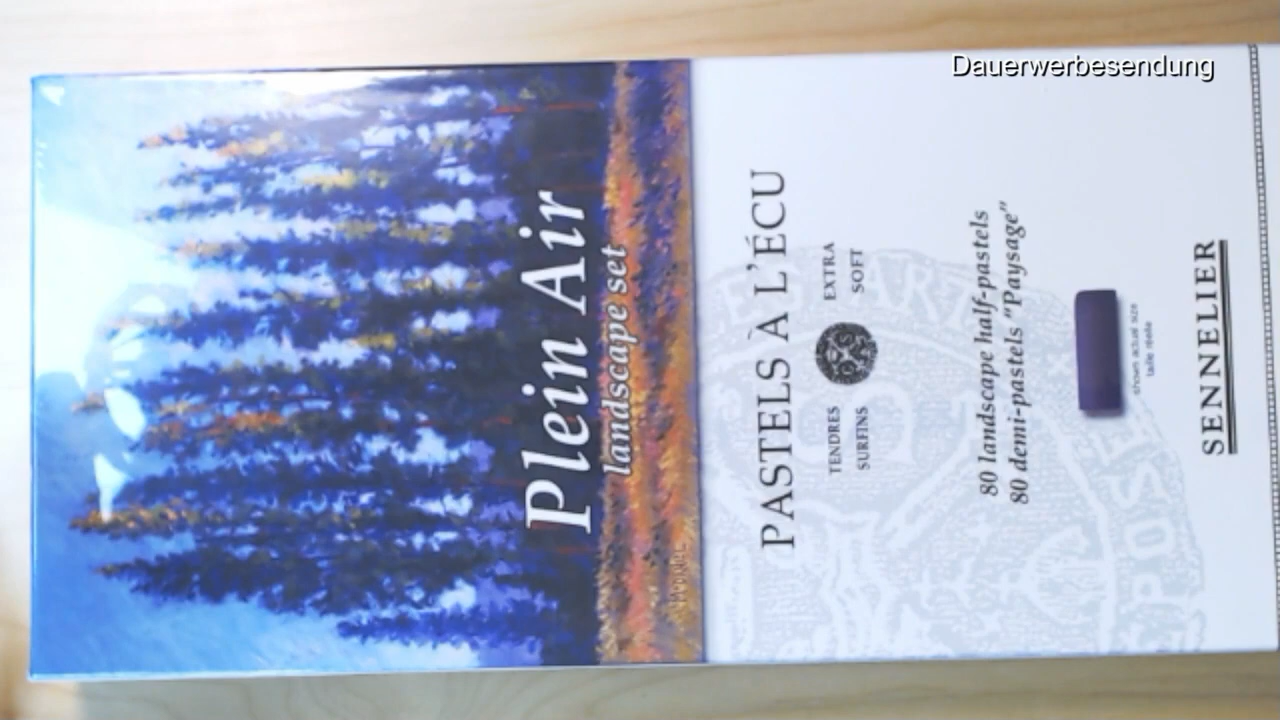 Dauerwerbesendung
Plein Air
landscape set
PASTELS À L'ÉCU
TENDRES EXTRA
SURFINS SOFT
80 landscape half-pastels
80 demi-pastels "Paysage"
shown actual size
taille réelle
SENNELIER